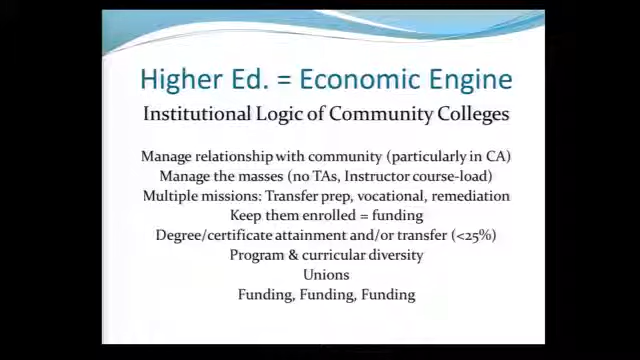 Higher Ed. = Economic Engine
Institutional Logic of Community Colleges
Manage relationship with community (particularly in CA)
Manage the masses (no TAs, Instructor course-load)
Multiple missions: Transfer prep, vocational, remediation
Keep them enrolled = funding
Degree/certificate attainment and/or transfer (<25%)
Program & curricular diversity
Unions
Funding, Funding, Funding